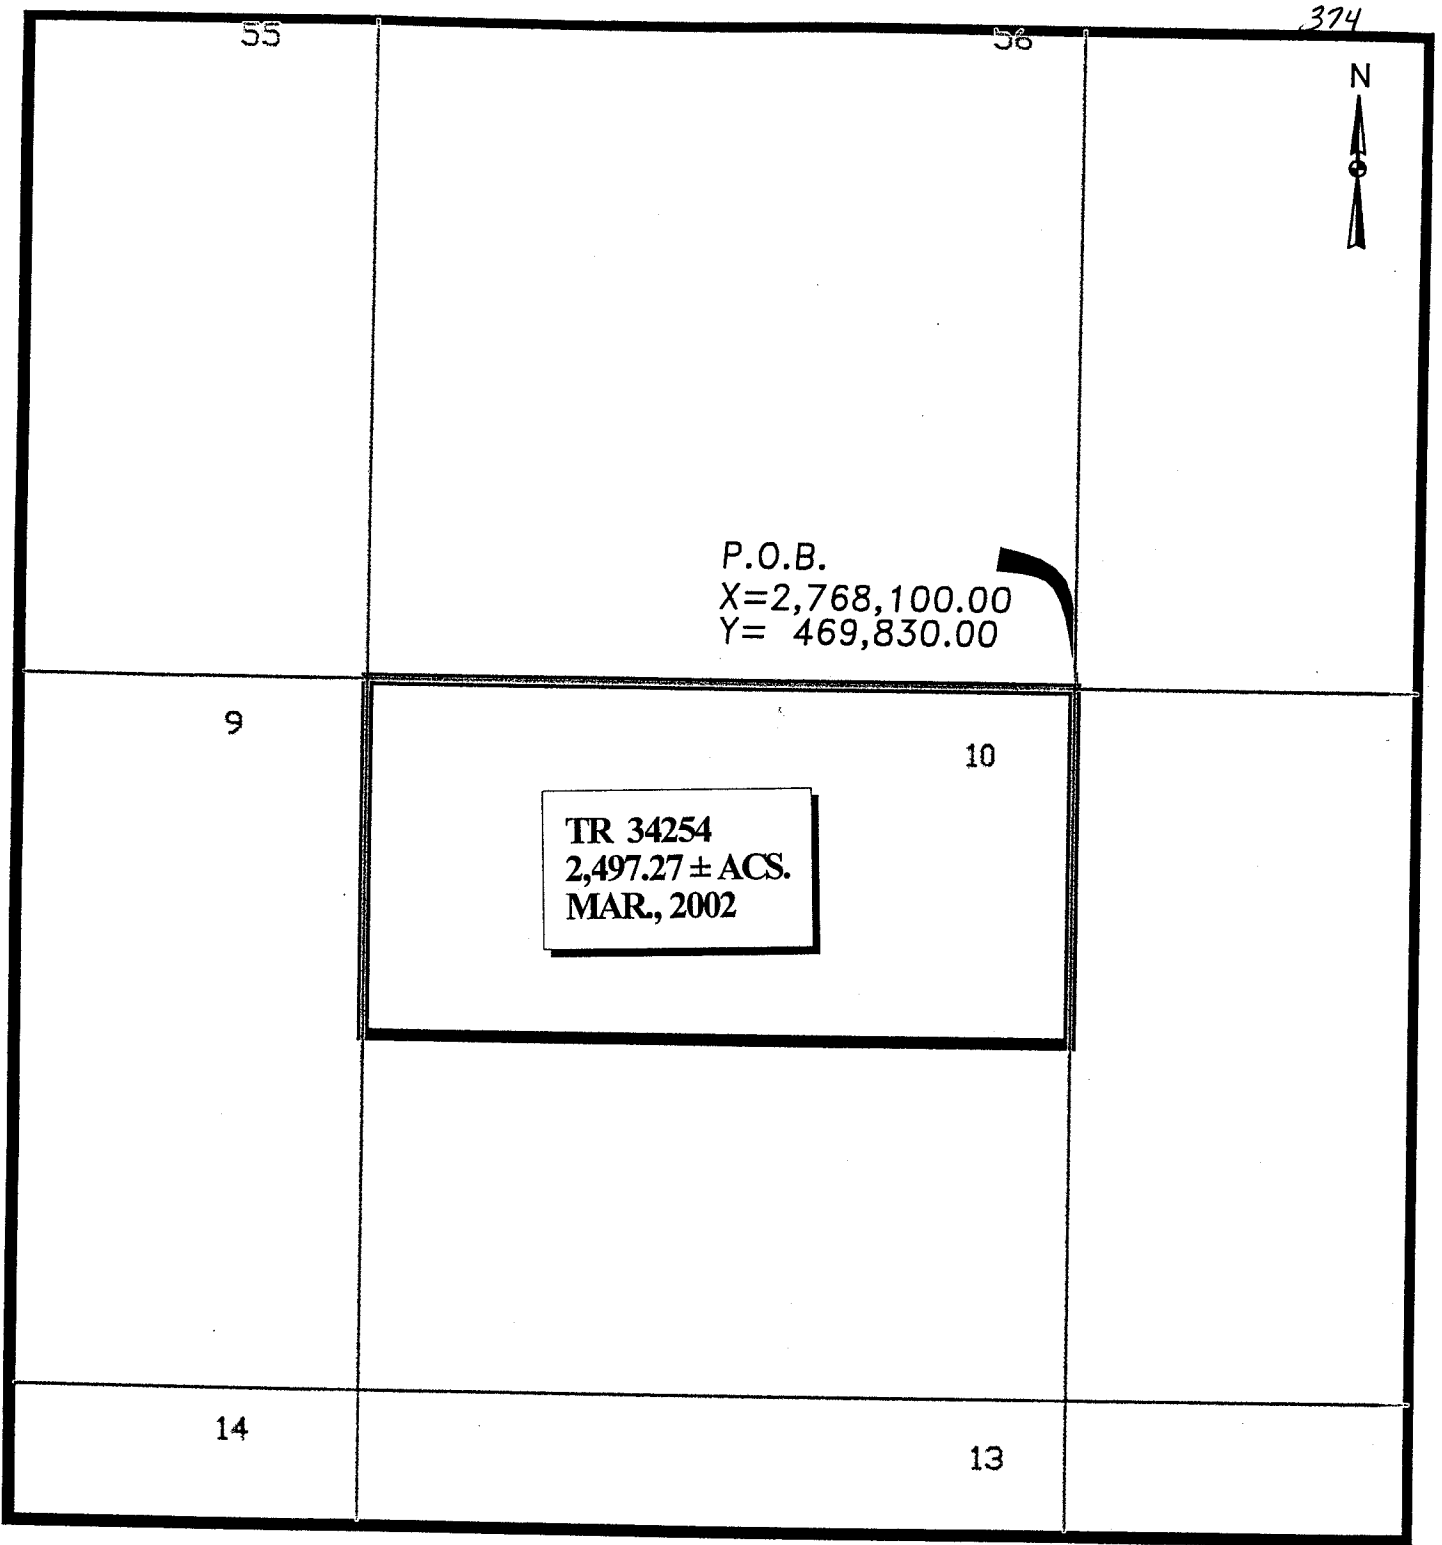 374
55
56
N
P.O.B.
X=2,768,100.00
Y= 469,830.00
9
10
TR 34254
2,497.27 ± ACS.
MAR., 2002
14
13